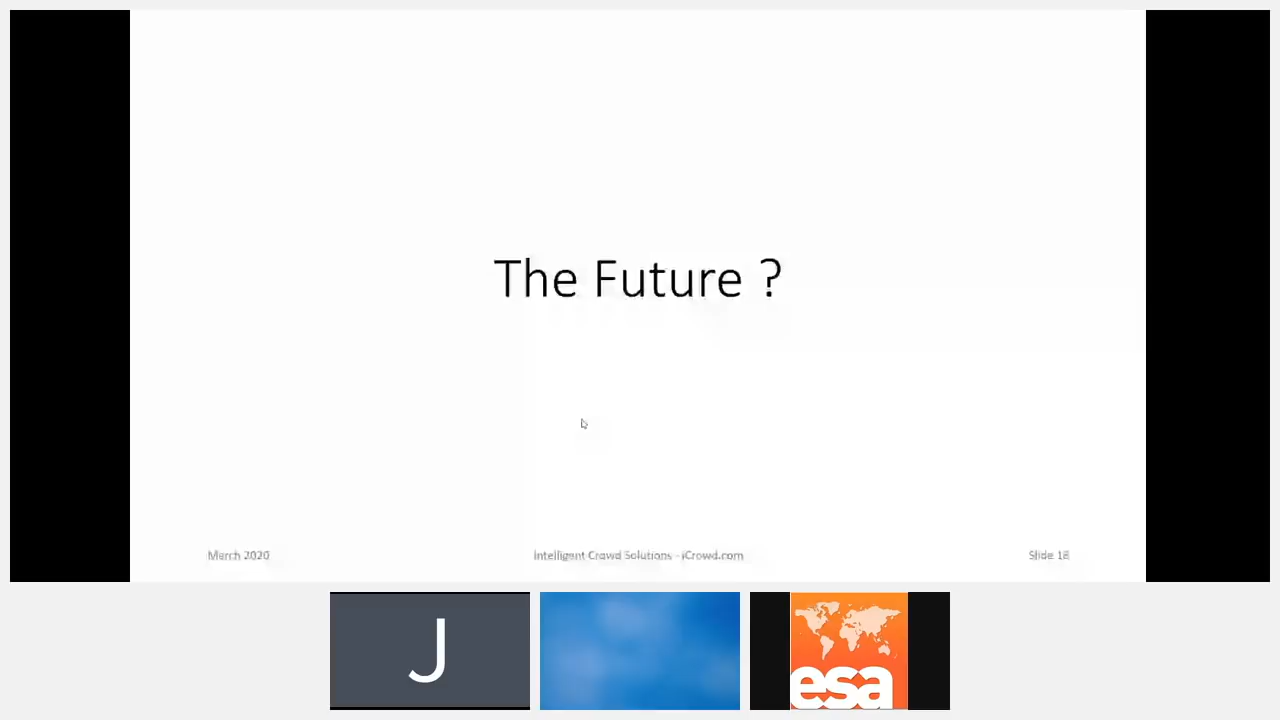 The Future ?
March 2020
Intelligent Crowd Solutions - iCrowd.com
Slide 18
J
esa